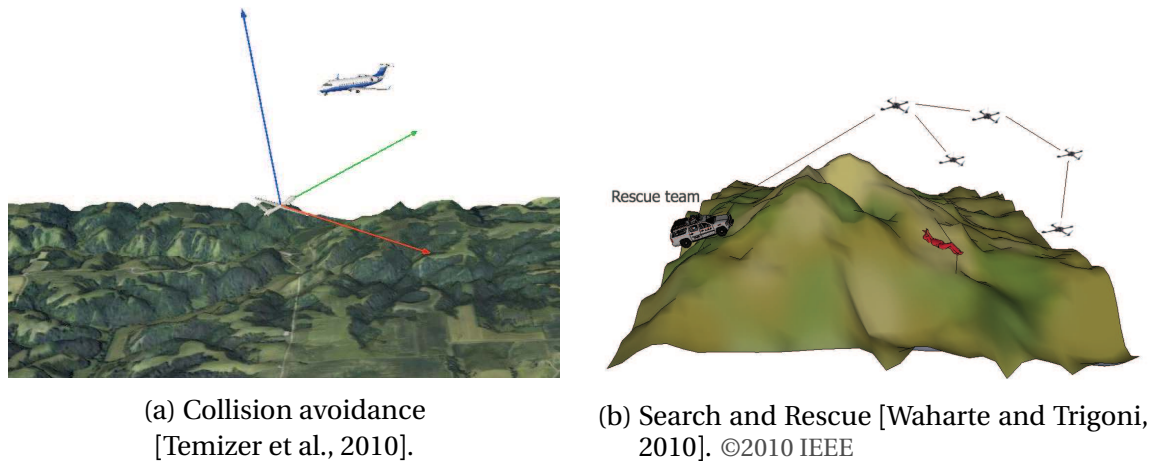 Rescue team
(a) Collision avoidance
[Temizer et al., 2010].
(b) Search and Rescue [Waharte and Trigoni,
2010]. ©2010 IEEE